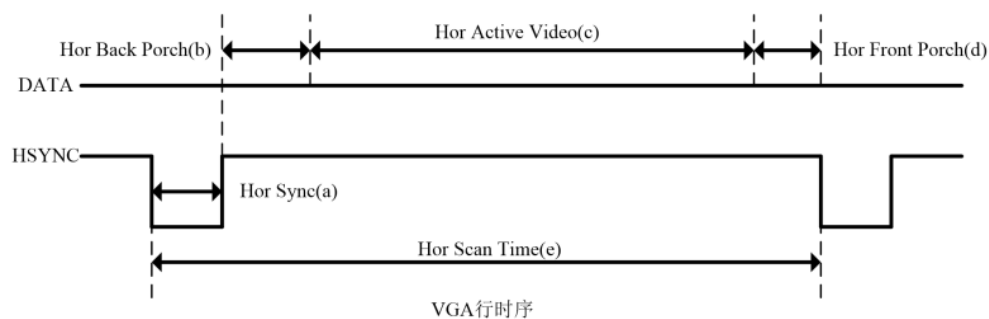 Hor Active Video(c)
Hor Back Porch(b)
Hor Front Porch(d)
DATA
HSYNC
Hor Sync(a)
Hor Scan Time(e)
VGA行时序